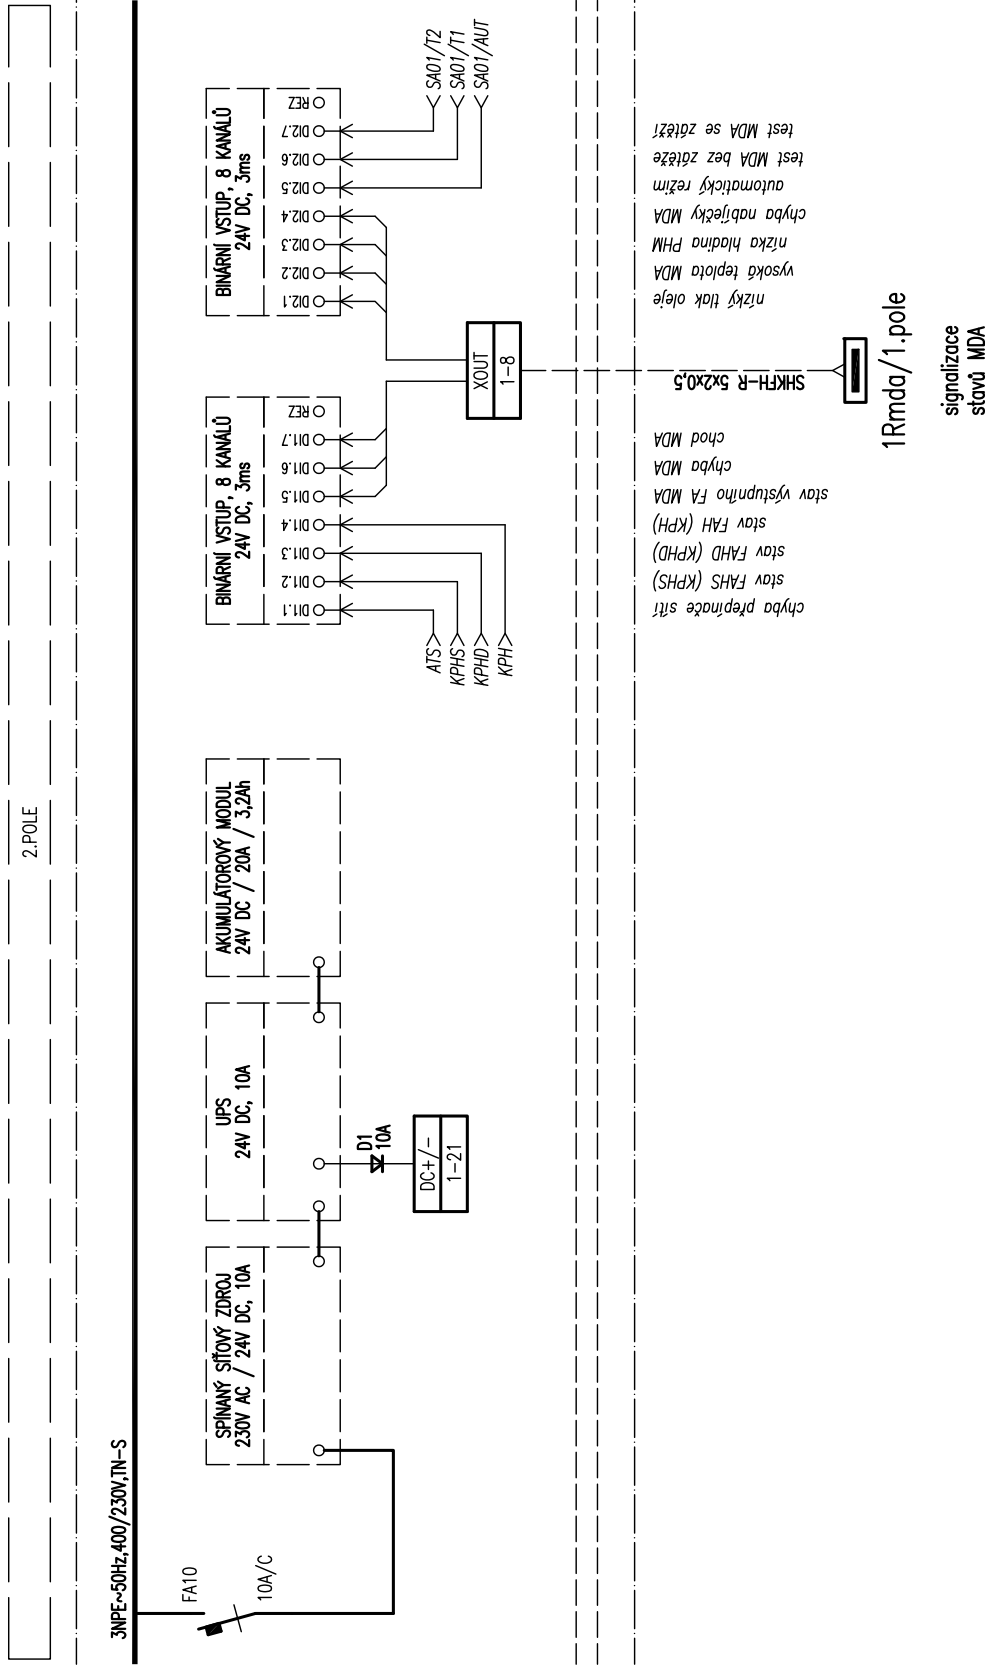 2.POLE
3NPE~50Hz,400/230V,TN-S
FA10
10A/C
SPÍNANÝ SÍŤOVÝ ZDROJ
230V AC / 24V DC, 10A
UPS
24V DC, 10A
D1
10A
DC+/-
1-21
AKUMULÁTOROVÝ MODUL
24V DC / 20A / 3,2Ah
BINÁRNÍ VSTUP, 8 KANÁLŮ
24V DC, 3ms
DI1.1
DI1.2
DI1.3
DI1.4
DI1.5
DI1.6
DI1.7
REZ
ATS
KPHS
KPHD
KPH
BINÁRNÍ VSTUP, 8 KANÁLŮ
24V DC, 3ms
DI2.1
DI2.2
DI2.3
DI2.4
DI2.5
DI2.6
DI2.7
REZ
SA01/T2
SA01/T1
SA01/AUT
XOUT
1-8
SHKFH-R 5x2x0,5
chyba přepínače sítí
stav FAHS (KPHS)
stav FAHD (KPHD)
stav FAH (KPH)
stav výstupního FA MDA
chyba MDA
chod MDA
nízký tlak oleje
vysoká teplota MDA
nízka hladina PHM
chyba nabíječky MDA
automatický režim
test MDA bez zátěže
test MDA se zátěží
1Rmda/1.pole
signalizace
stavů MDA